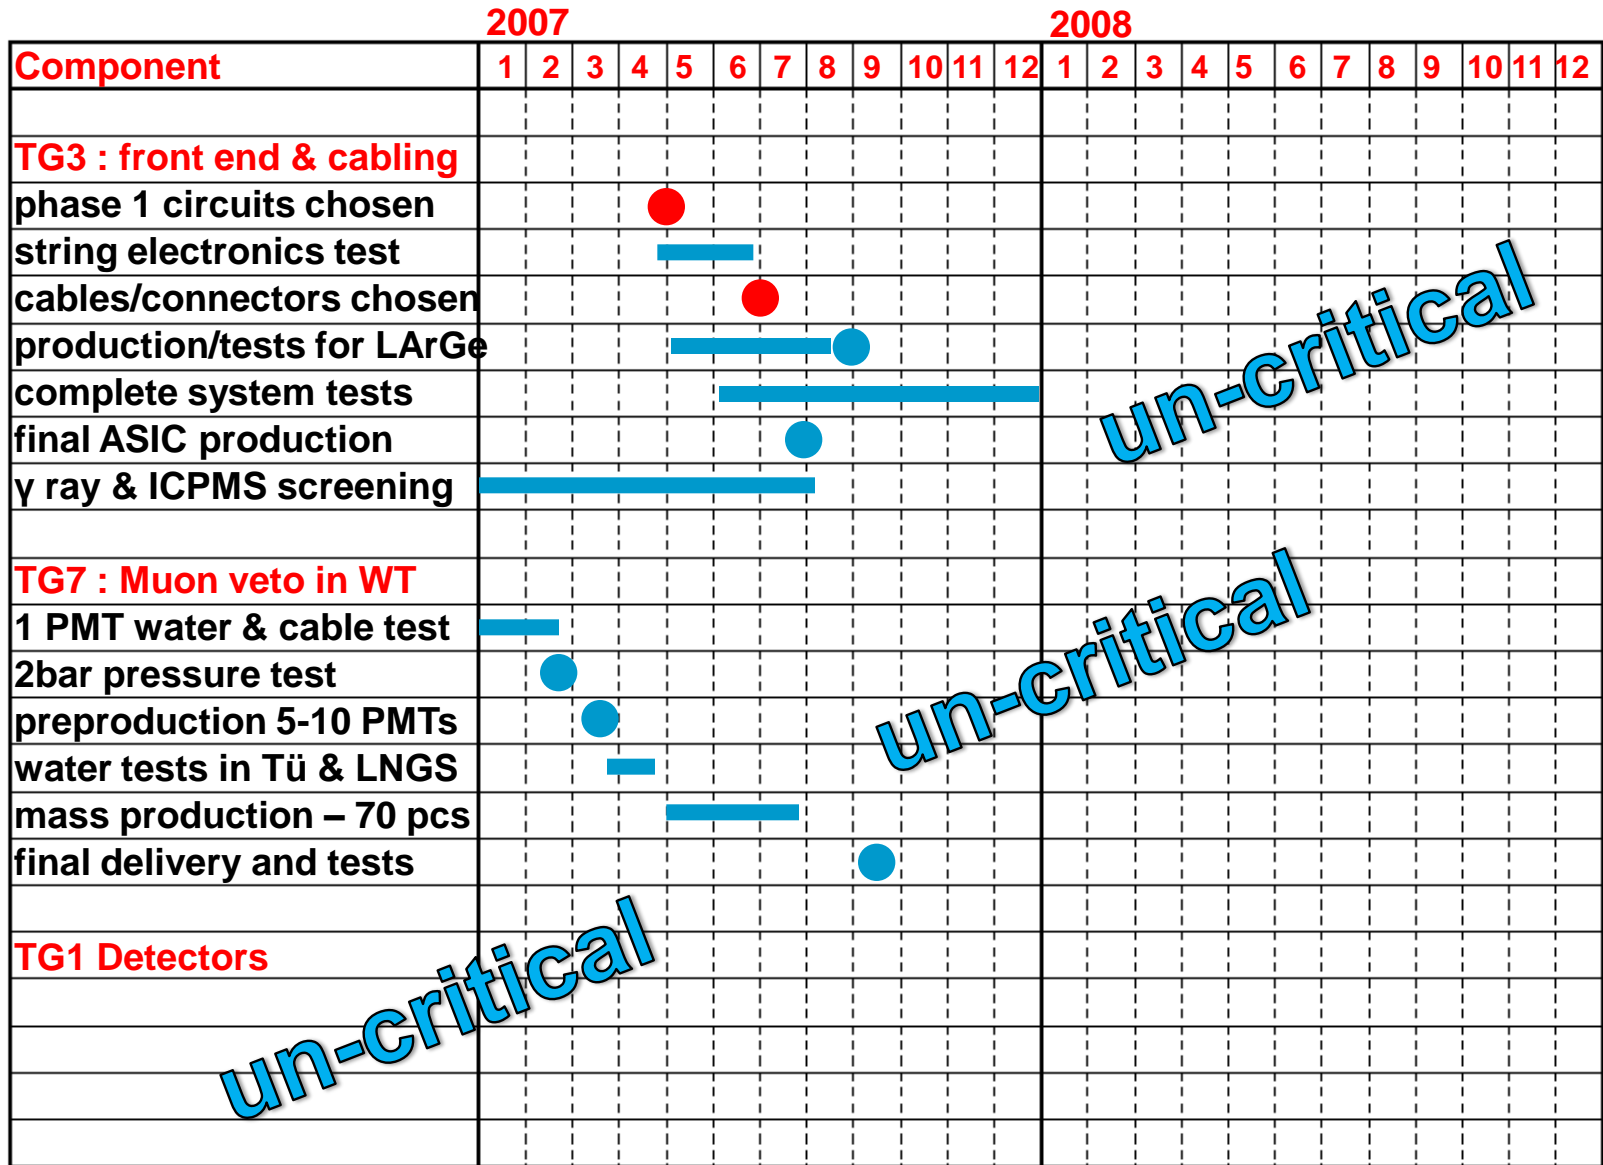 2007 2008
Component 1 2 3 4 5 6 7 8 9 10 11 12 1 2 3 4 5 6 7 8 9 10 11 12
TG3 : front end & cabling
phase 1 circuits chosen
string electronics test
cables/connectors chosen
production/tests for LArGe
complete system tests
final ASIC production
γ ray & ICPMS screening
un-critical
TG7 : Muon veto in WT
1 PMT water & cable test
2bar pressure test
preproduction 5-10 PMTs
water tests in Tü & LNGS
mass production – 70 pcs
final delivery and tests
un-critical
TG1 Detectors
un-critical